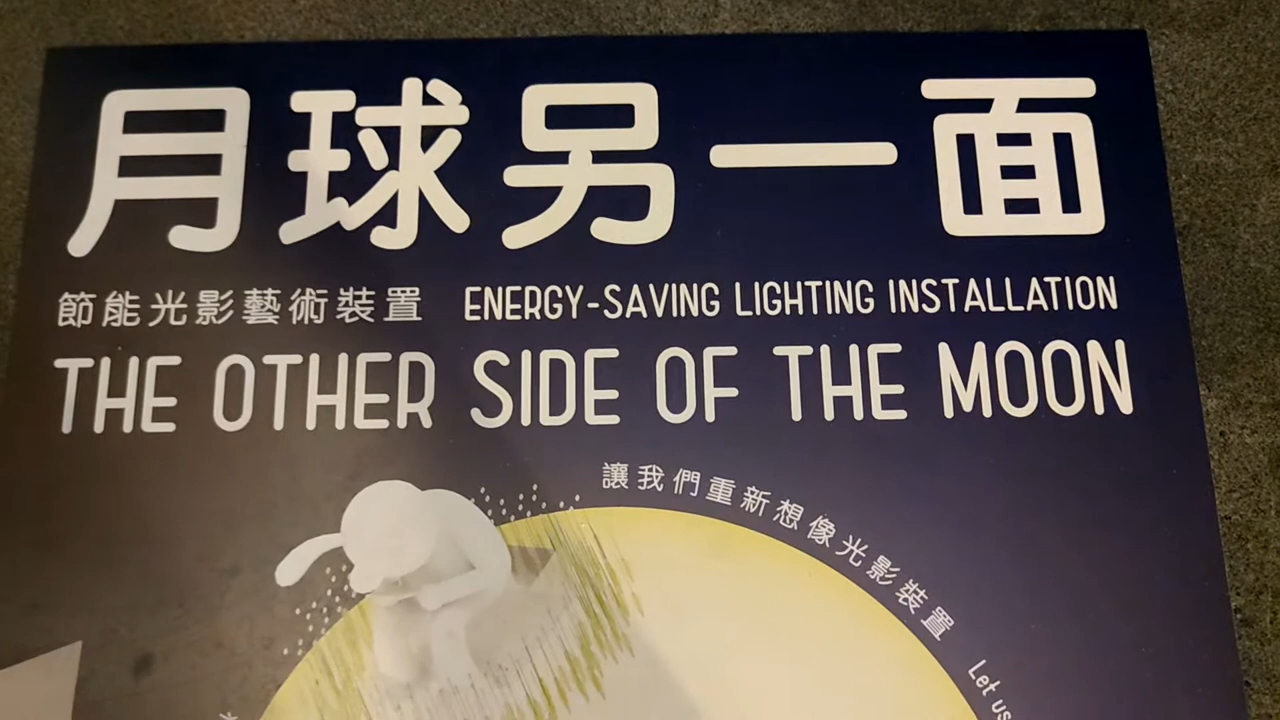 月球另一面
節能光影藝術裝置 ENERGY-SAVING LIGHTING INSTALLATION
THE OTHER SIDE OF THE MOON
讓我們重新想像光影裝置 Let us